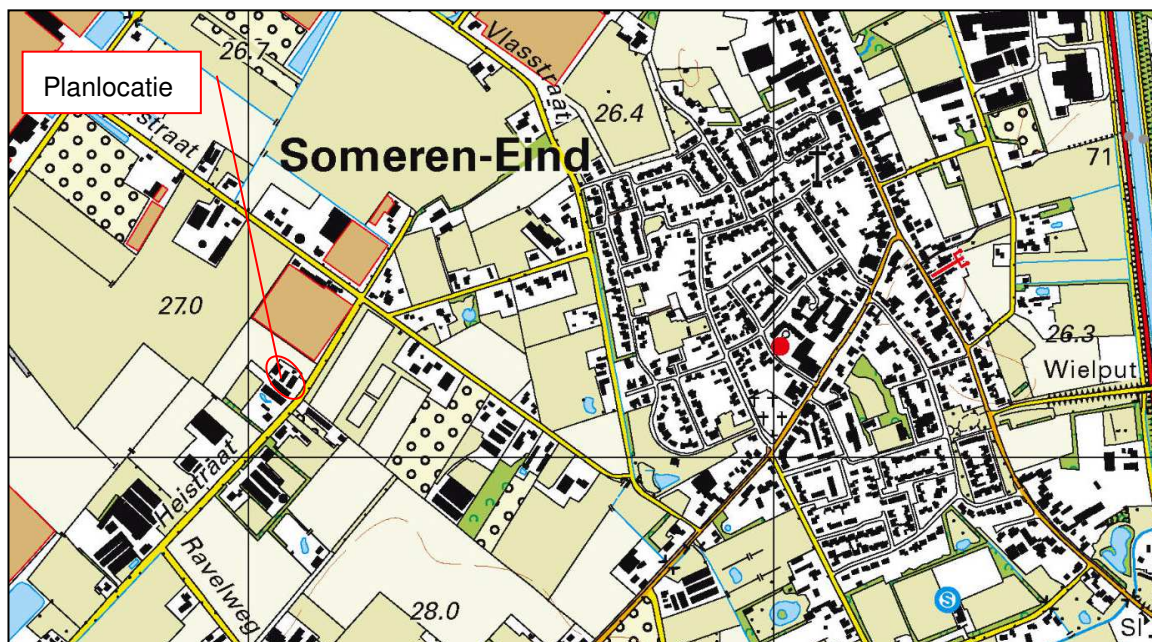 26.7
Vlasstraat
Planlocatie
26.4
straat
Someren-Eind
71
27.0
26.3
Wielput
Heistraat
Ravelweg
28.0
S
Sl